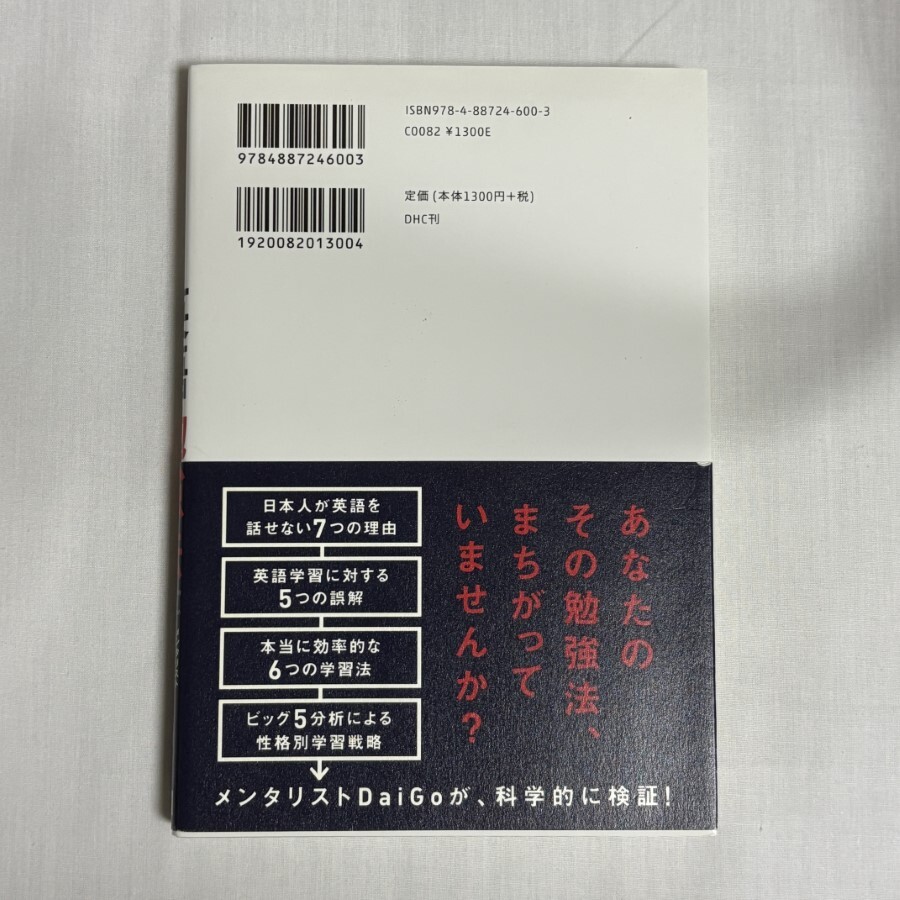 ISBN978-4-88724-600-3
C0082 ¥1300E
9784887246003
定価 (本体1300円+税)
DHC刊
1920082013004
あなたの
その勉強法、
まちがって
いませんか?
日本人が英語を
話せない7つの理由
英語学習に対する
5つの誤解
本当に効率的な
6つの学習法
ビッグ5分析による
性格別学習戦略
メンタリストDaiGoが、科学的に検証!